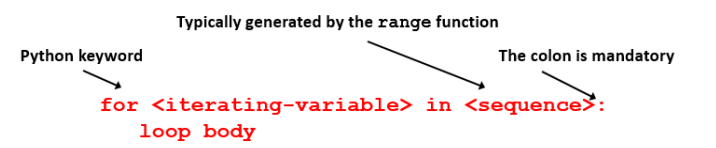 Typically generated by the range function
Python keyword
The colon is mandatory
for <iterating-variable> in <sequence>:
loop body